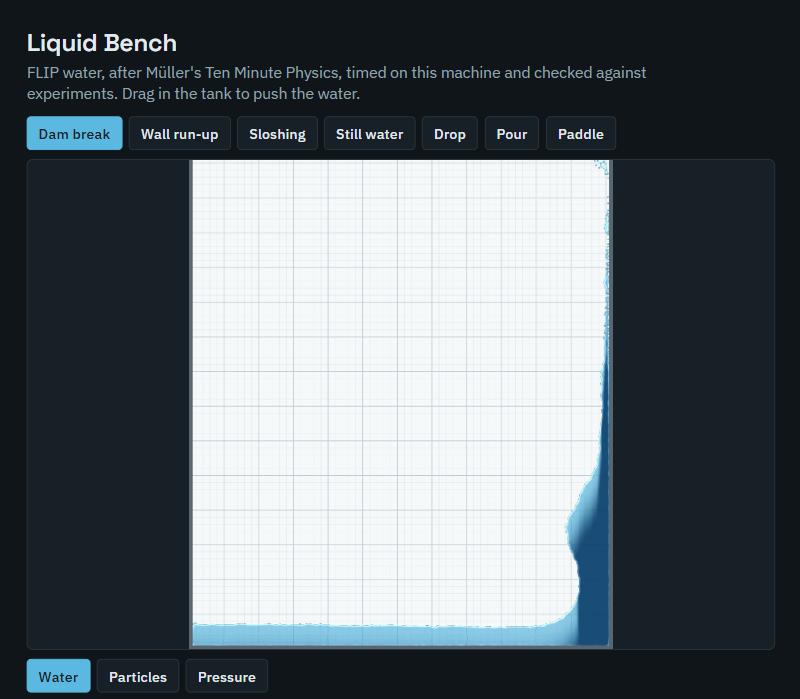 Liquid Bench
FLIP water, after Müller's Ten Minute Physics, timed on this machine and checked against
experiments. Drag in the tank to push the water.
Dam break Wall run-up Sloshing Still water Drop Pour Paddle
Water Particles Pressure